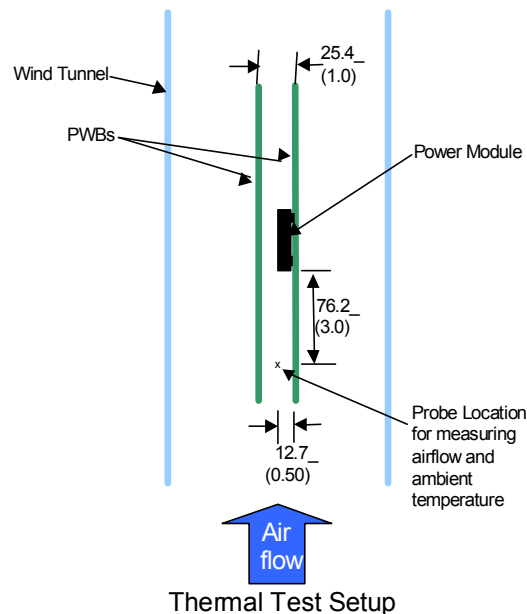 25.4_
(1.0)
Wind Tunnel
PWBs
Power Module
76.2_
(3.0)
x
Probe Location
for measuring
airflow and
ambient
temperature
12.7_
(0.50)
Air
flow
Thermal Test Setup